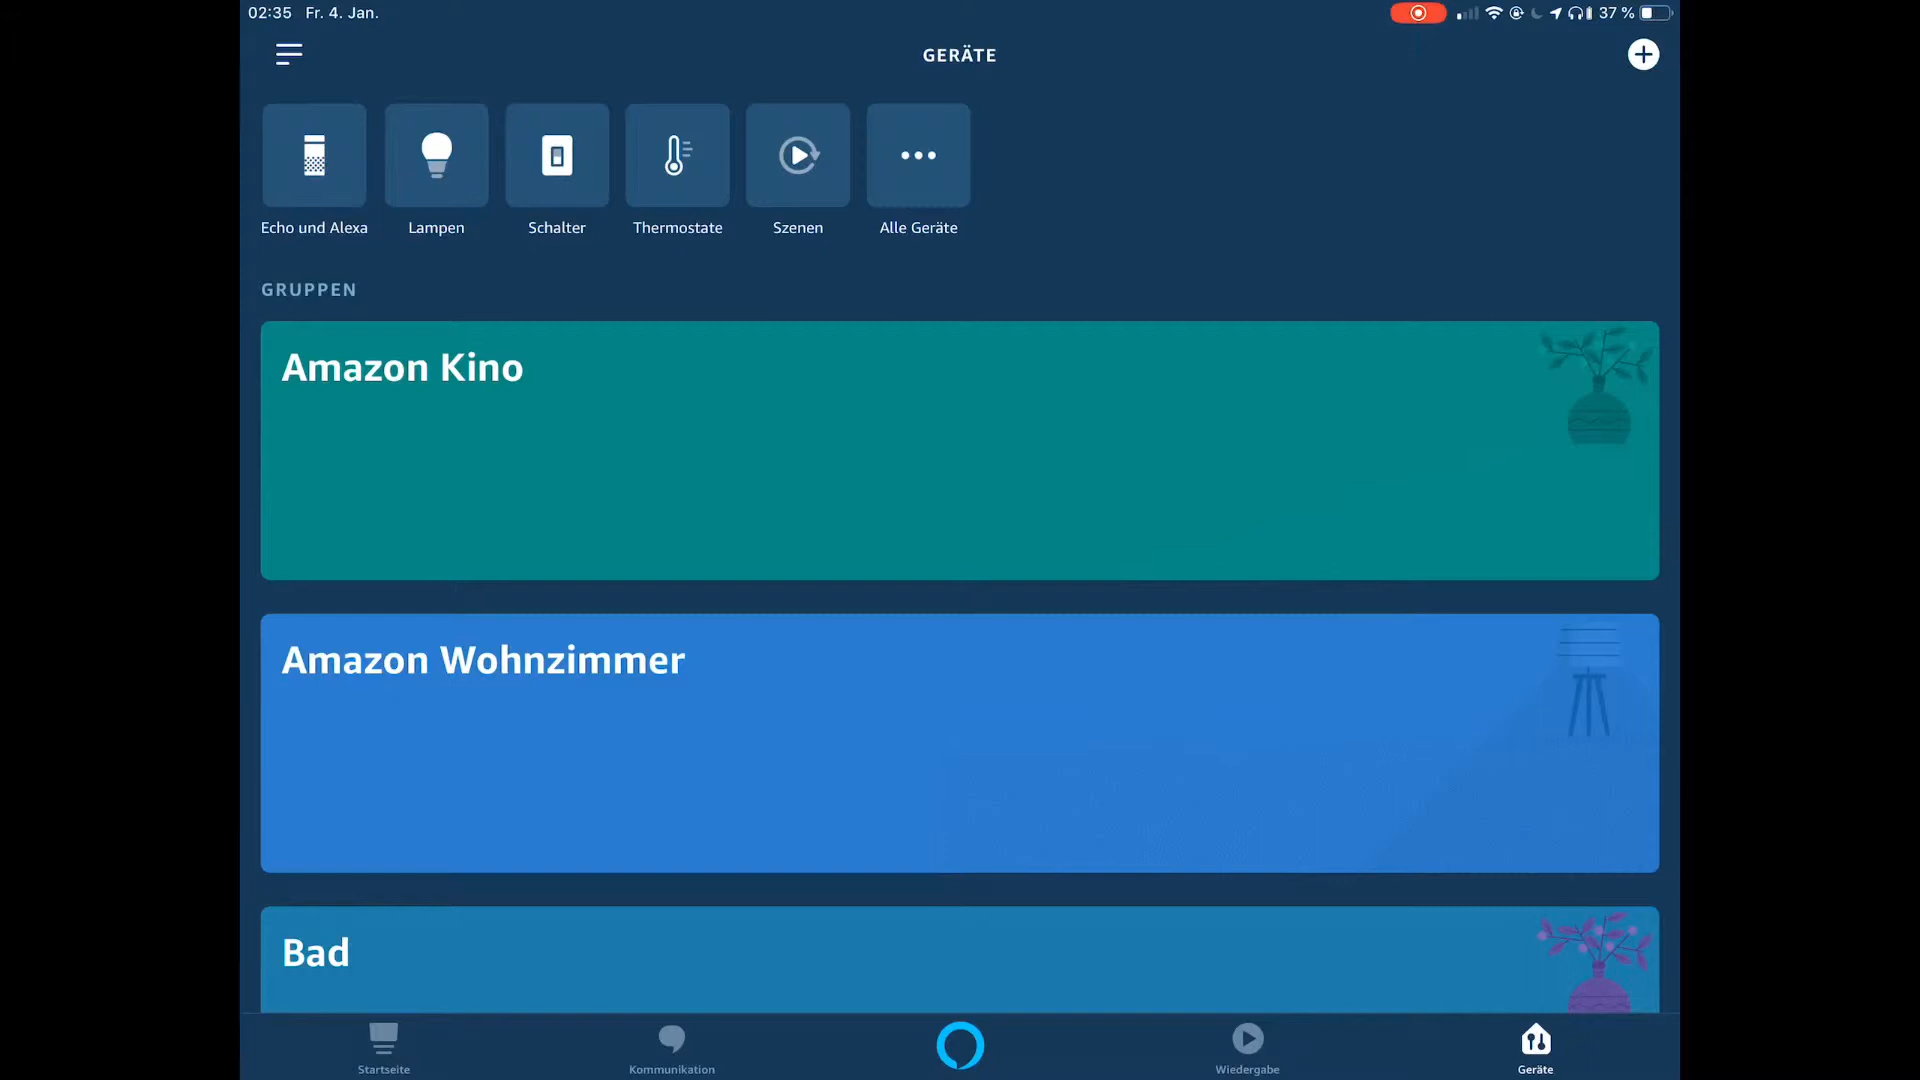 02:35 Fr. 4. Jan.
37 %
GERÄTE
Echo und Alexa
Lampen
Schalter
Thermostate
Szenen
Alle Geräte
GRUPPEN
Amazon Kino
Amazon Wohnzimmer
Bad
Startseite
Kommunikation
Wiedergabe
Geräte